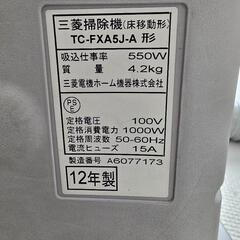 三菱掃除機(床移動形)
TC-FXA5J-A 形
吸込仕事率 550W
質量 4.2kg
三菱電機ホーム機器株式会社
PSE
定格電圧 100V
定格消費電力 1000W
定格周波数 50-60Hz
電流ヒューズ 15A
製造番号 A6077173
12年製